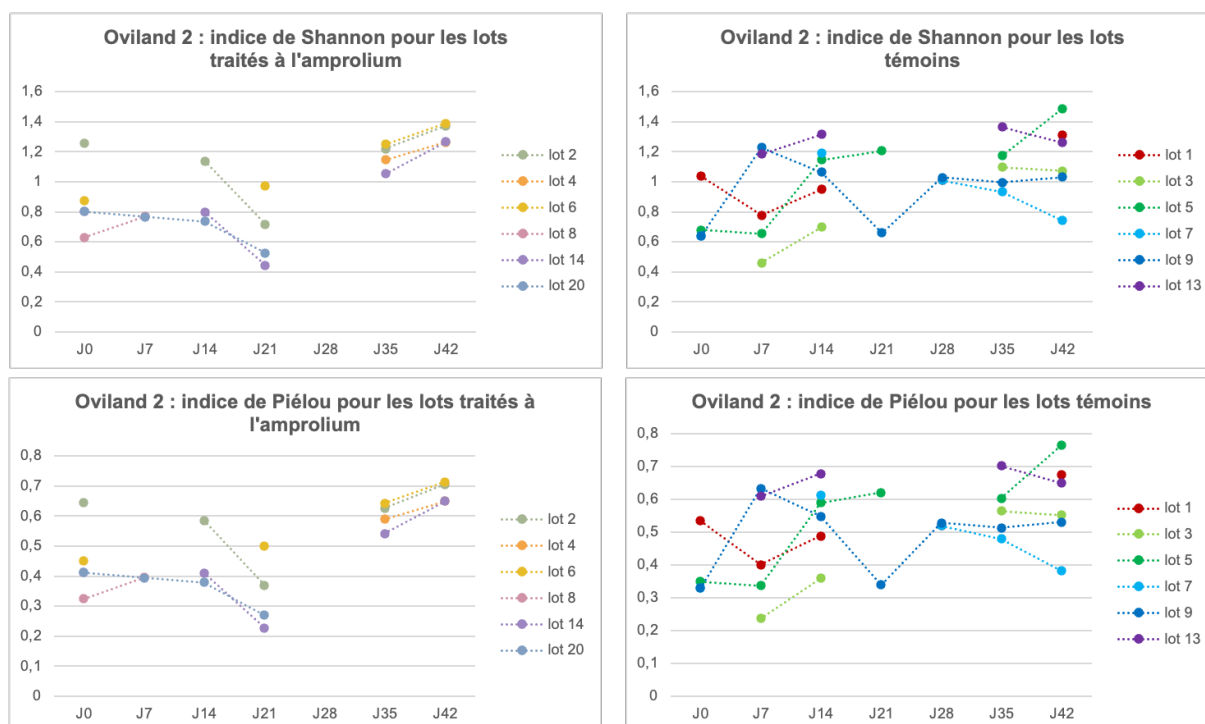 Oviland 2 : indice de Shannon pour les lots
traités à l'amprolium
1,6
1,4
1,2
1
0,8
0,6
0,4
0,2
0
J0 J7 J14 J21 J28 J35 J42
lot 2
lot 4
lot 6
lot 8
lot 14
lot 20
Oviland 2 : indice de Shannon pour les lots
témoins
1,6
1,4
1,2
1
0,8
0,6
0,4
0,2
0
J0 J7 J14 J21 J28 J35 J42
lot 1
lot 3
lot 5
lot 7
lot 9
lot 13
Oviland 2 : indice de Piélou pour les lots traités à
l'amprolium
0,8
0,7
0,6
0,5
0,4
0,3
0,2
0,1
0
J0 J7 J14 J21 J28 J35 J42
lot 2
lot 4
lot 6
lot 8
lot 14
lot 20
Oviland 2 : indice de Piélou pour les lots témoins
0,8
0,7
0,6
0,5
0,4
0,3
0,2
0,1
0
J0 J7 J14 J21 J28 J35 J42
lot 1
lot 3
lot 5
lot 7
lot 9
lot 13